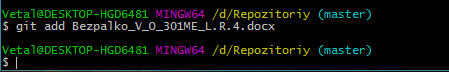 Vetal@DESKTOP-HGD6481 MINGW64 /d/Repozitoriy (master)
$ git add Bezpalko_V_O_301ME_L.R.4.docx
Vetal@DESKTOP-HGD6481 MINGW64 /d/Repozitoriy (master)
$